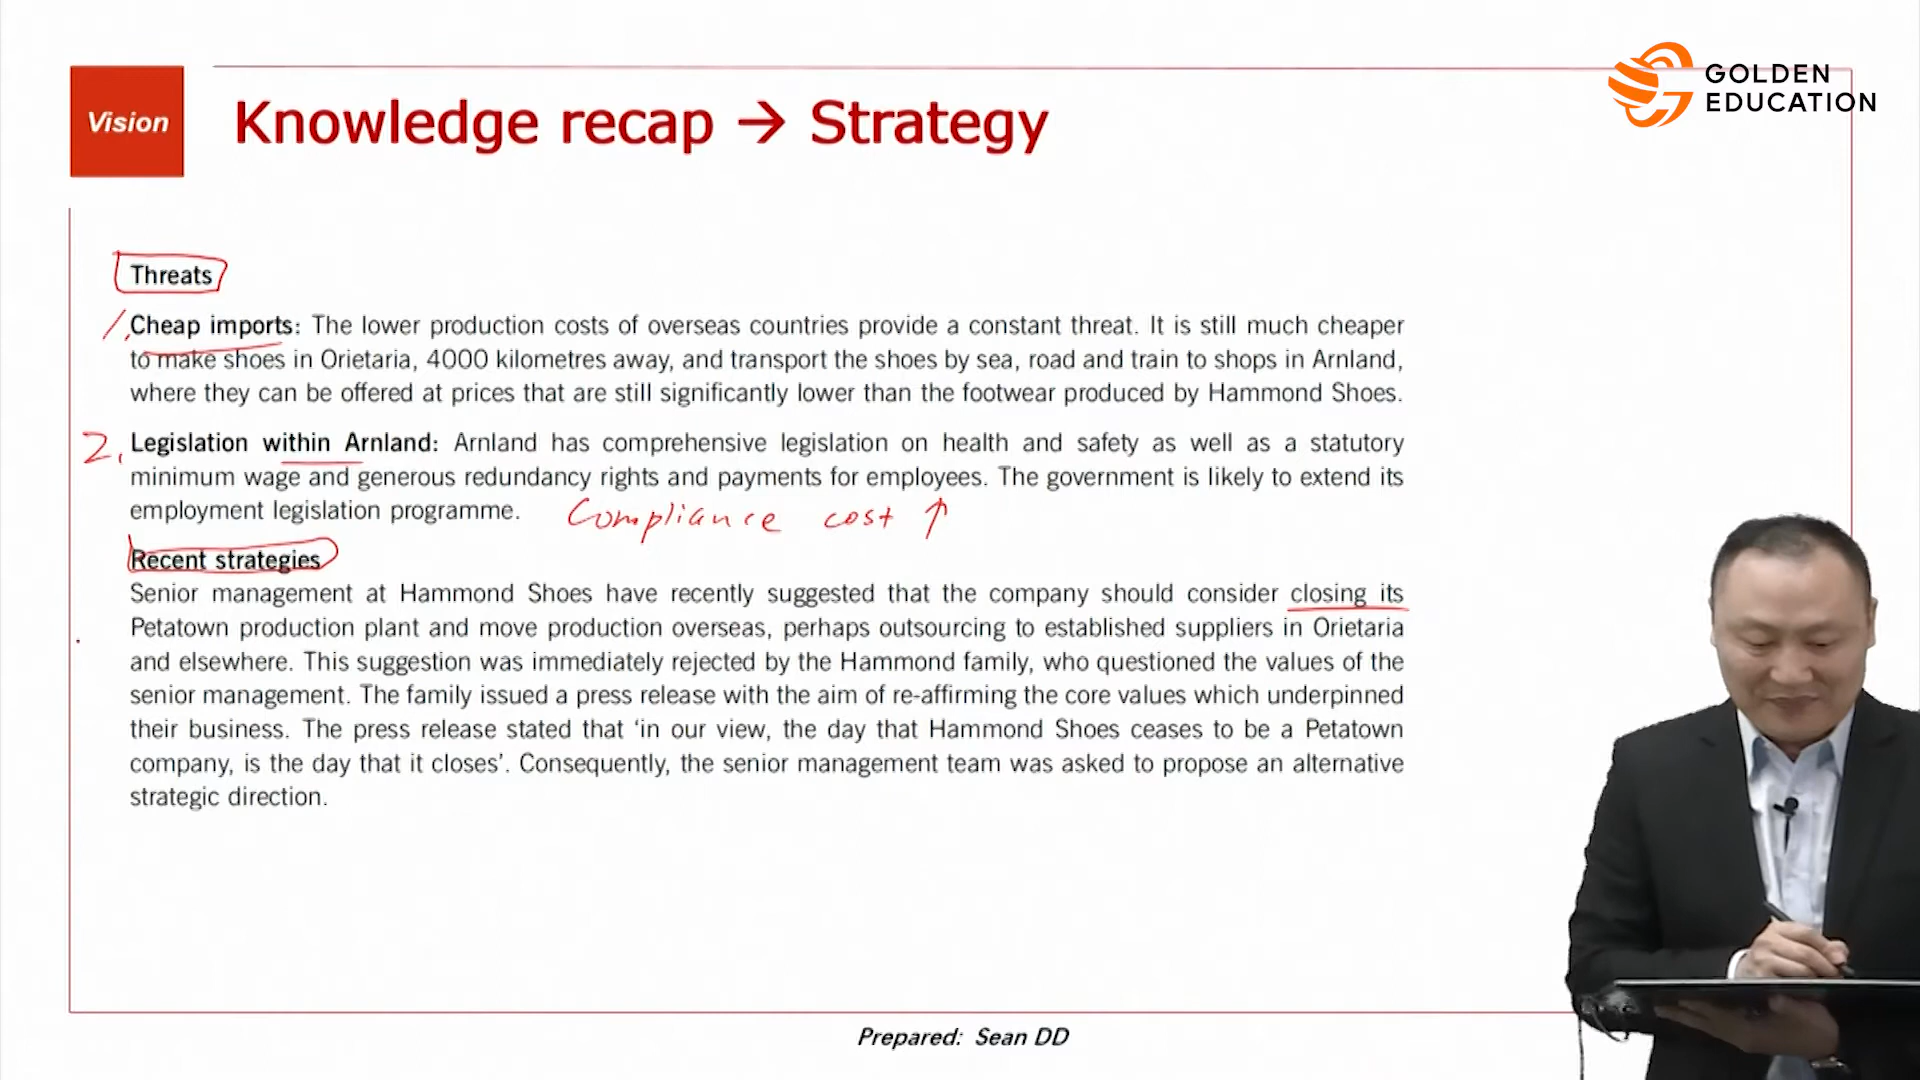 Vision
Knowledge recap → Strategy
GOLDEN
EDUCATION
Threats
1. Cheap imports: The lower production costs of overseas countries provide a constant threat. It is still much cheaper
to make shoes in Orietaria, 4000 kilometres away, and transport the shoes by sea, road and train to shops in Arnland,
where they can be offered at prices that are still significantly lower than the footwear produced by Hammond Shoes.
2. Legislation within Arnland: Arnland has comprehensive legislation on health and safety as well as a statutory
minimum wage and generous redundancy rights and payments for employees. The government is likely to extend its
employment legislation programme. Compliance cost ↑
Recent strategies
Senior management at Hammond Shoes have recently suggested that the company should consider closing its
Petatown production plant and move production overseas, perhaps outsourcing to established suppliers in Orietaria
and elsewhere. This suggestion was immediately rejected by the Hammond family, who questioned the values of the
senior management. The family issued a press release with the aim of re-affirming the core values which underpinned
their business. The press release stated that ‘in our view, the day that Hammond Shoes ceases to be a Petatown
company, is the day that it closes’. Consequently, the senior management team was asked to propose an alternative
strategic direction.
Prepared: Sean DD